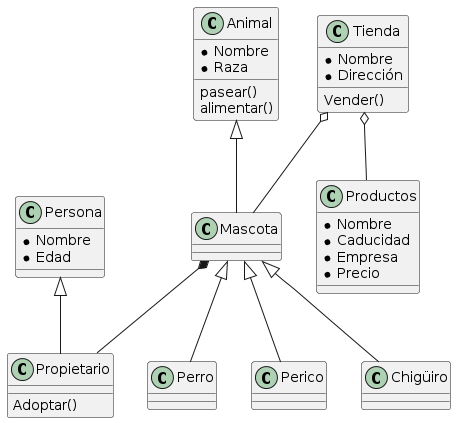 C Animal
• Nombre
• Raza
pasear()
alimentar()
C Tienda
• Nombre
• Dirección
Vender()
C Persona
• Nombre
• Edad
C Mascota
C Productos
• Nombre
• Caducidad
• Empresa
• Precio
C Propietario
Adoptar()
C Perro
C Perico
C Chigüiro